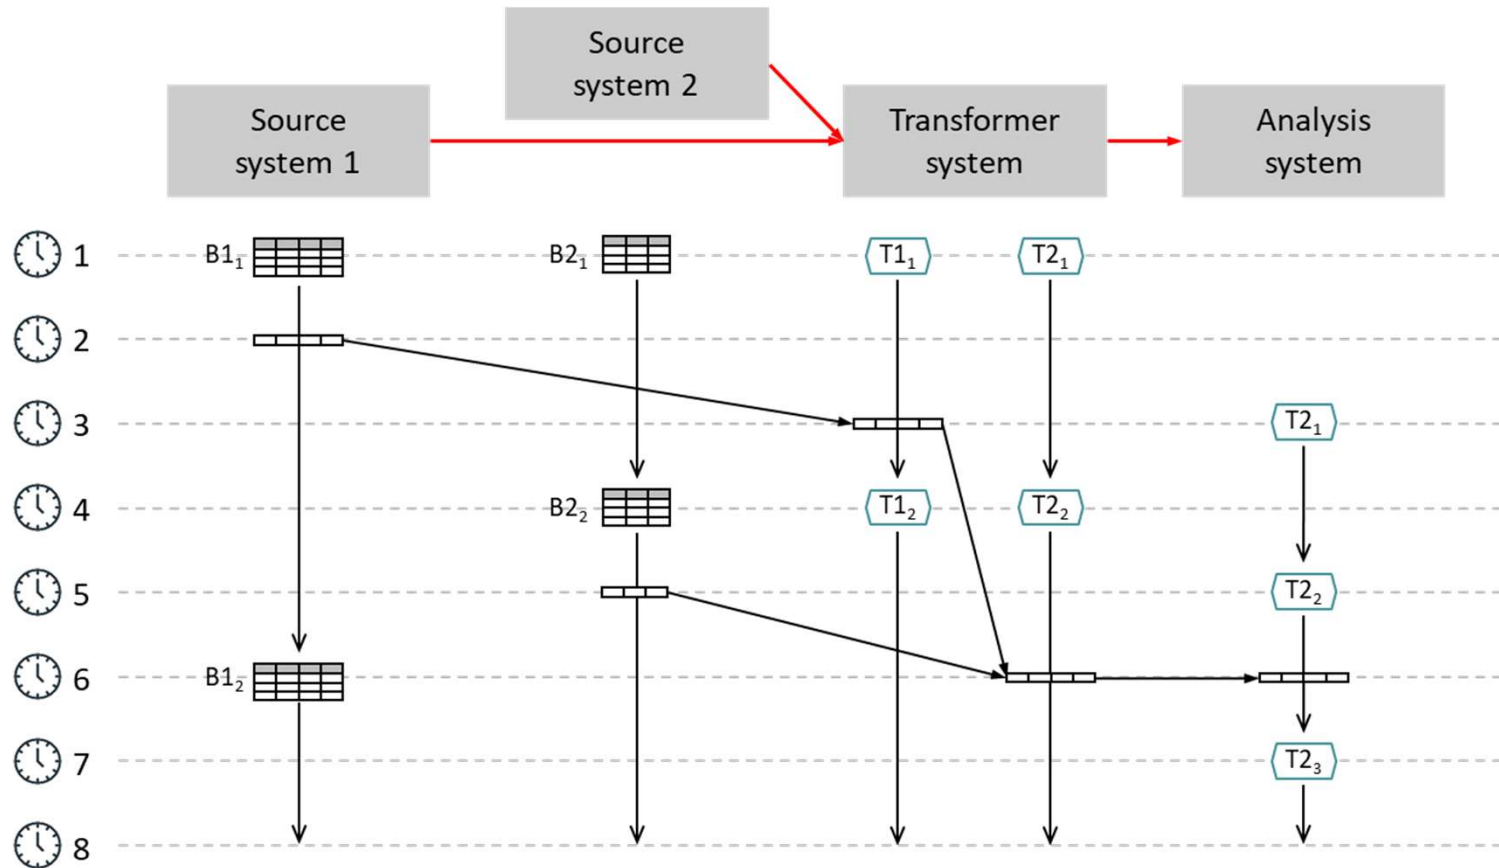 Source
system 2
Source
system 1
Transformer
system
Analysis
system
1 B1₁ B2₁ T1₁ T2₁
2
3 T2₁
4 B2₂ T1₂ T2₂
5 T2₂
6 B1₂
7 T2₃
8